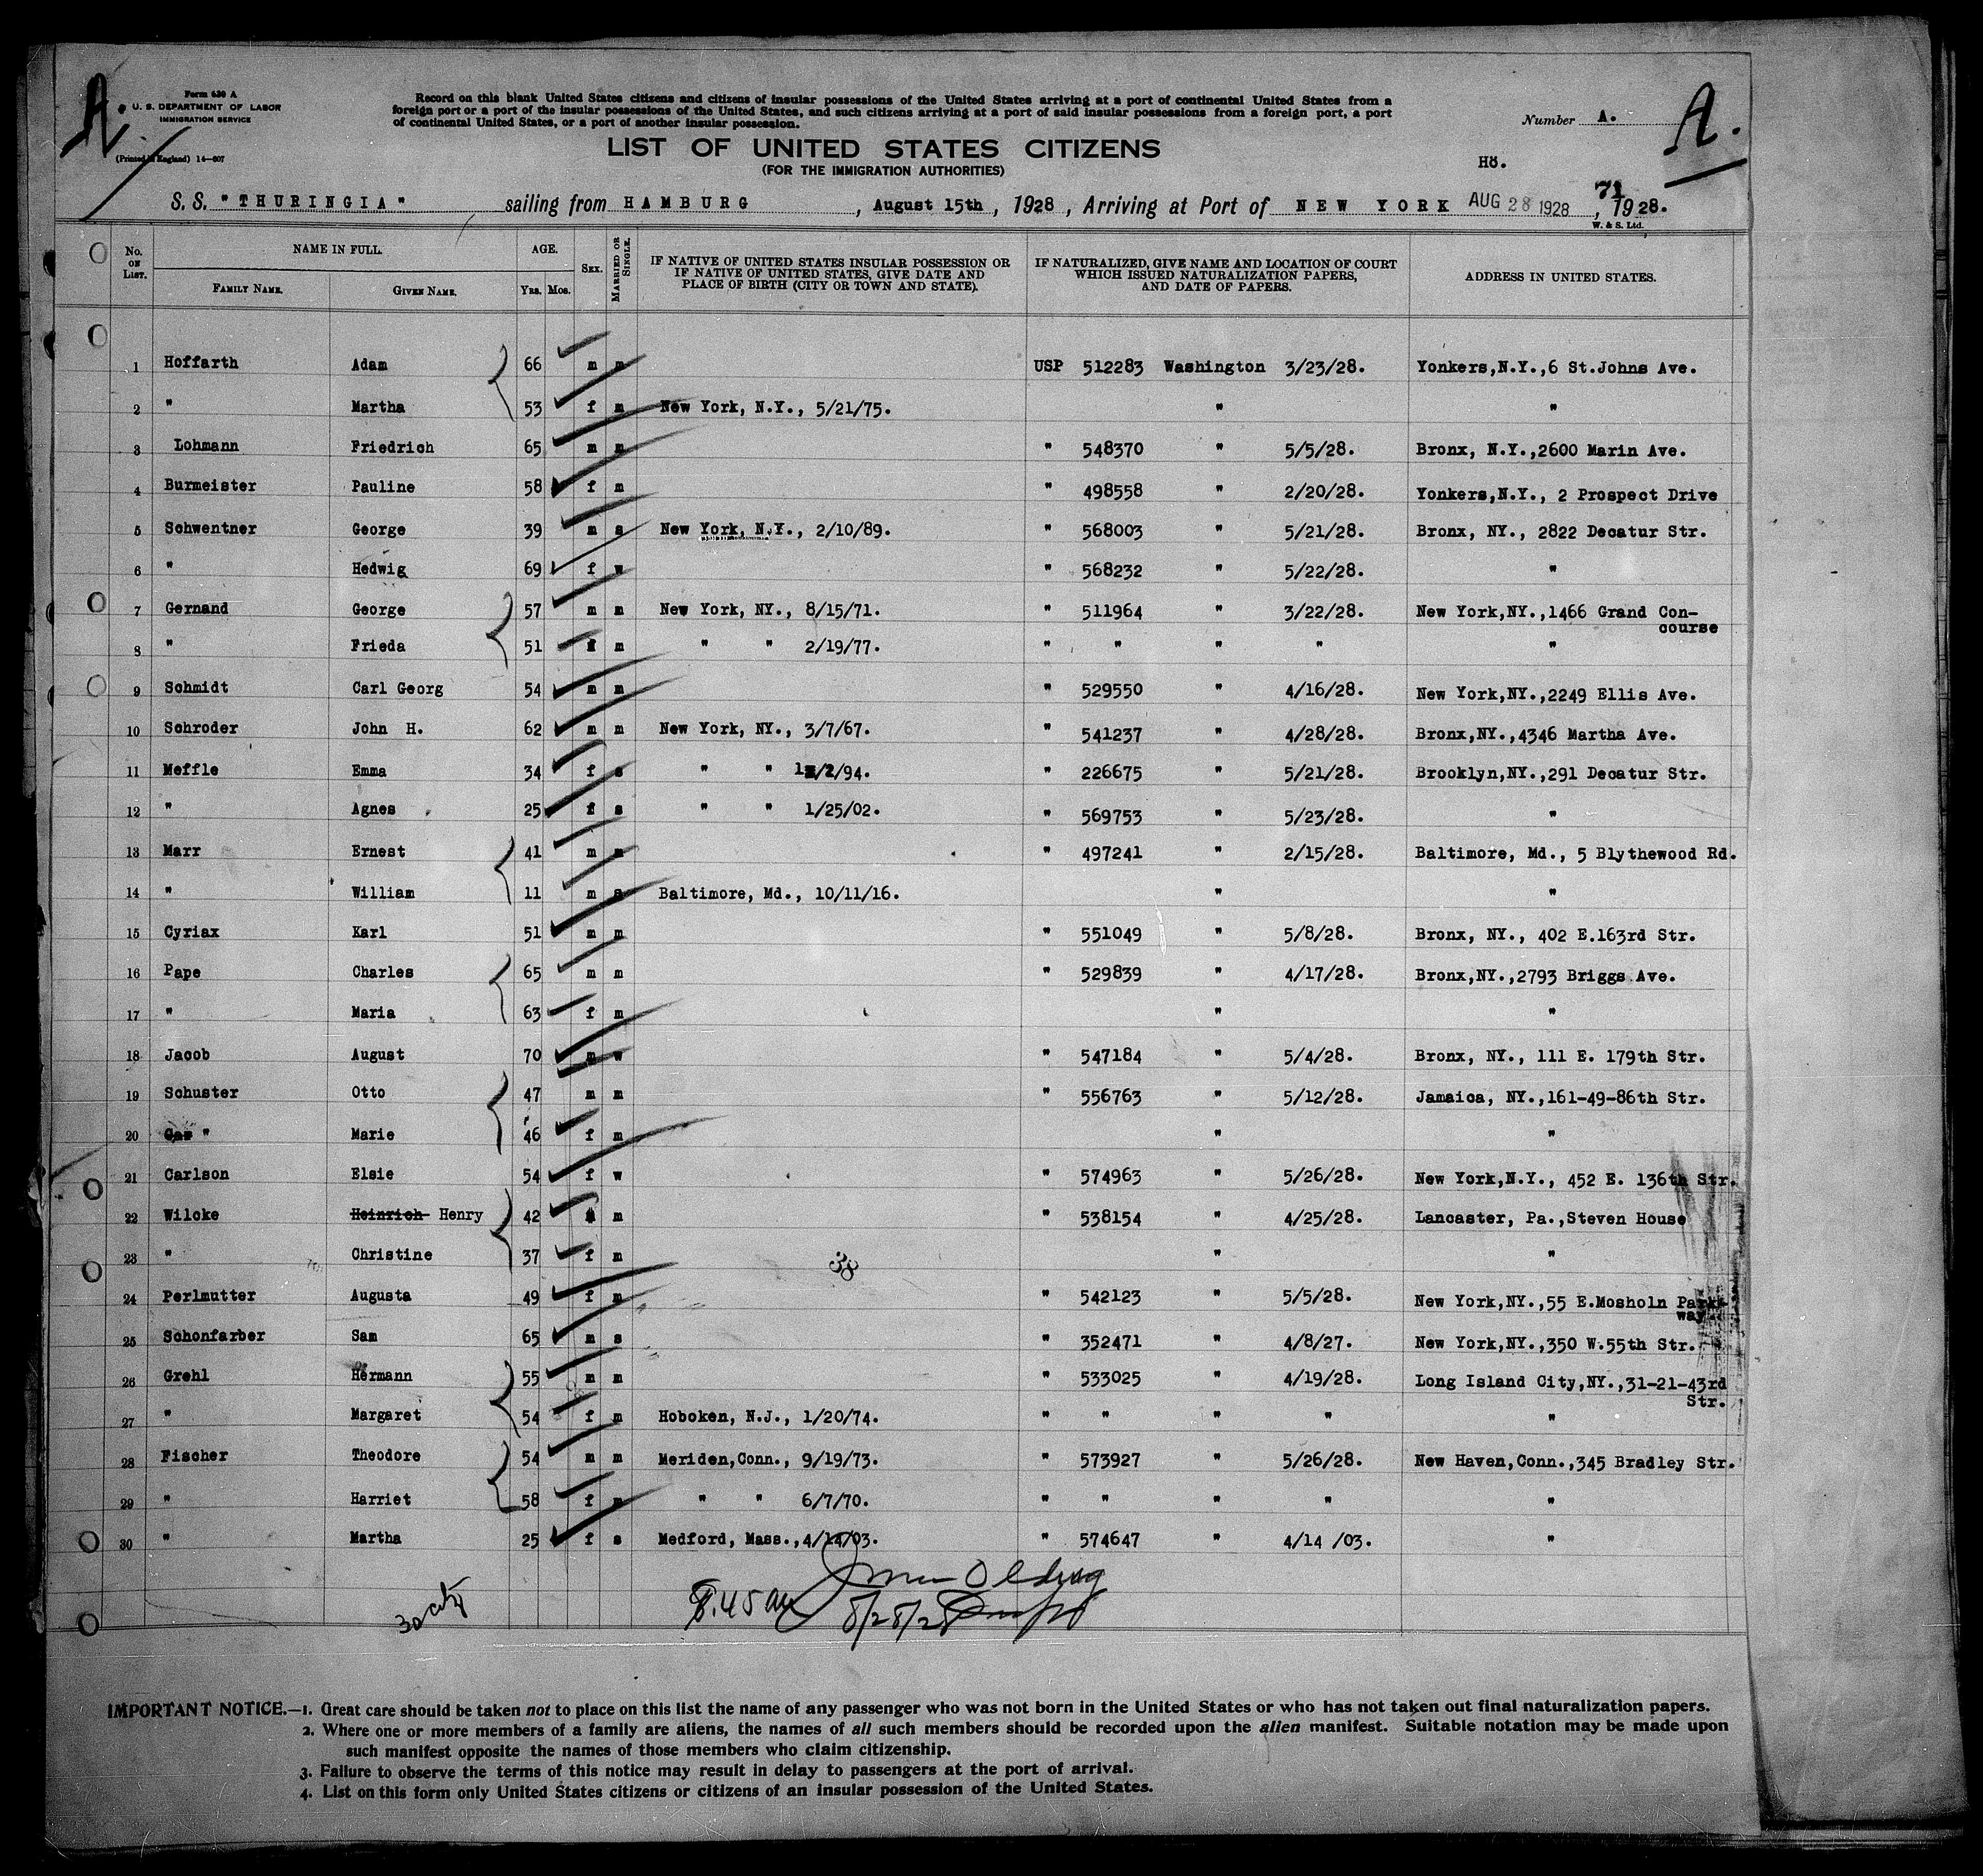 A.
Form 630 A
U. S. DEPARTMENT OF LABOR
IMMIGRATION SERVICE
(Printed in England) 14—607
Record on this blank United States citizens and citizens of insular possessions of the United States arriving at a port of continental United States from a
foreign port or a port of the insular possessions of the United States, and such citizens arriving at a port of said insular possessions from a foreign port, a port
of continental United States, or a port of another insular possession.
Number A.
A.
LIST OF UNITED STATES CITIZENS
(FOR THE IMMIGRATION AUTHORITIES)
H8.
71
S.S. "THURINGIA" sailing from HAMBURG, August 15th, 1928, Arriving at Port of NEW YORK AUG 28 1928, 1928.
W. & S. Ltd.
No. ON LIST. NAME IN FULL. AGE. SEX. MARRIED OR SINGLE. IF NATIVE OF UNITED STATES INSULAR POSSESSION OR IF NATIVE OF UNITED STATES, GIVE DATE AND PLACE OF BIRTH (CITY OR TOWN AND STATE). IF NATURALIZED, GIVE NAME AND LOCATION OF COURT WHICH ISSUED NATURALIZATION PAPERS, AND DATE OF PAPERS. ADDRESS IN UNITED STATES.
FAMILY NAME. GIVEN NAME. YRS. MOS.
1 Hoffarth Adam 66 m m USP 512283 Washington 3/23/28. Yonkers,N.Y.,6 St.Johns Ave.
2 " Martha 53 f m New York, N.Y., 5/21/75. " "
3 Lohmann Friedrich 65 m m " 548370 " 5/5/28. Bronx, N.Y.,2600 Marin Ave.
4 Burmeister Pauline 58 f m " 498558 " 2/20/28. Yonkers,N.Y., 2 Prospect Drive
5 Schwentner George 39 m s New York, N.Y., 2/10/89. " 568003 " 5/21/28. Bronx, NY., 2822 Decatur Str.
6 " Hedwig 69 f w " 568232 " 5/22/28. "
7 Gernand George 57 m m New York, NY., 8/15/71. " 511964 " 3/22/28. New York,NY.,1466 Grand Con-
course
8 " Frieda 51 f m " " 2/19/77. " " " " "
9 Schmidt Carl Georg 54 m m " 529550 " 4/16/28. New York,NY.,2249 Ellis Ave.
10 Schroder John H. 62 m m New York, NY., 3/7/67. " 541237 " 4/28/28. Bronx,NY.,4346 Martha Ave.
11 Meffle Emma 34 f s " " /94. " 226675 " 5/21/28. Brooklyn,NY.,291 Decatur Str.
12 " Agnes 25 f s " " 1/25/02. " 569753 " 5/23/28. "
13 Marr Ernest 41 m m " 497241 " 2/15/28. Baltimore, Md., 5 Blythewood Rd.
14 " William 11 m s Baltimore, Md., 10/11/16. " "
15 Cyriax Karl 51 m m " 551049 " 5/8/28. Bronx, NY., 402 E.163rd Str.
16 Pape Charles 65 m m " 529839 " 4/17/28. Bronx,NY.,2793 Briggs Ave.
17 " Maria 63 f m " "
18 Jacob August 70 m w " 547184 " 5/4/28. Bronx, NY., 111 E. 179th Str.
19 Schuster Otto 47 m m " 556763 " 5/12/28. Jamaica, NY.,161-49-86th Str.
20 " Marie 46 f m " "
21 Carlson Elsie 54 f w " 574963 " 5/26/28. New York,N.Y., 452 E. 136th Str.
22 Wilcke Heinrich Henry 42 m " 538154 " 4/25/28. Lancaster, Pa.,Steven House
23 " Christine 37 f m " "
38
24 Perlmutter Augusta 49 f m " 542123 " 5/5/28. New York,NY.,55 E.Mosholn Park-
way
25 Schonfarber Sam 65 m s " 352471 " 4/8/27. New York,NY.,350 W.55th Str.
26 Grehl Hermann 55 m m " 533025 " 4/19/28. Long Island City,NY.,31-21-43rd
Str.
27 " Margaret 54 f m Hoboken, N.J., 1/20/74. " " " " "
28 Fischer Theodore 54 m m Meriden,Conn., 9/19/73. " 573927 " 5/26/28. New Haven,Conn.,345 Bradley Str.
29 " Harriet 58 f m " " 6/7/70. " " " " "
30 " Martha 25 f s Medford, Mass.,4/14/03. " 574647 " 4/14 /03. "
30 city
8.45 am 8/28/28
IMPORTANT NOTICE.—1. Great care should be taken not to place on this list the name of any passenger who was not born in the United States or who has not taken out final naturalization papers.
2. Where one or more members of a family are aliens, the names of all such members should be recorded upon the alien manifest. Suitable notation may be made upon
such manifest opposite the names of those members who claim citizenship.
3. Failure to observe the terms of this notice may result in delay to passengers at the port of arrival.
4. List on this form only United States citizens or citizens of an insular possession of the United States.